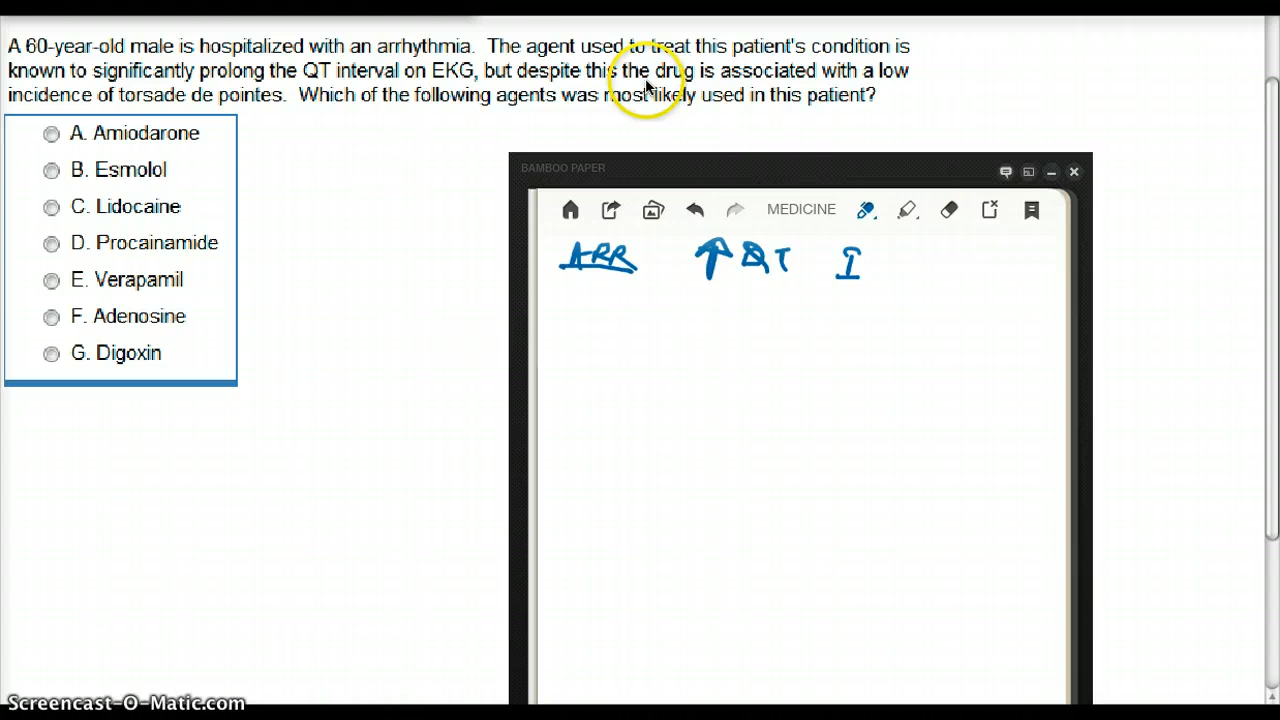 A 60-year-old male is hospitalized with an arrhythmia. The agent used to treat this patient's condition is
known to significantly prolong the QT interval on EKG, but despite this the drug is associated with a low
incidence of torsade de pointes. Which of the following agents was most likely used in this patient?
A. Amiodarone
B. Esmolol
C. Lidocaine
D. Procainamide
E. Verapamil
F. Adenosine
G. Digoxin
BAMBOO PAPER
MEDICINE
ARR ↑ QT I
Screencast-O-Matic.com